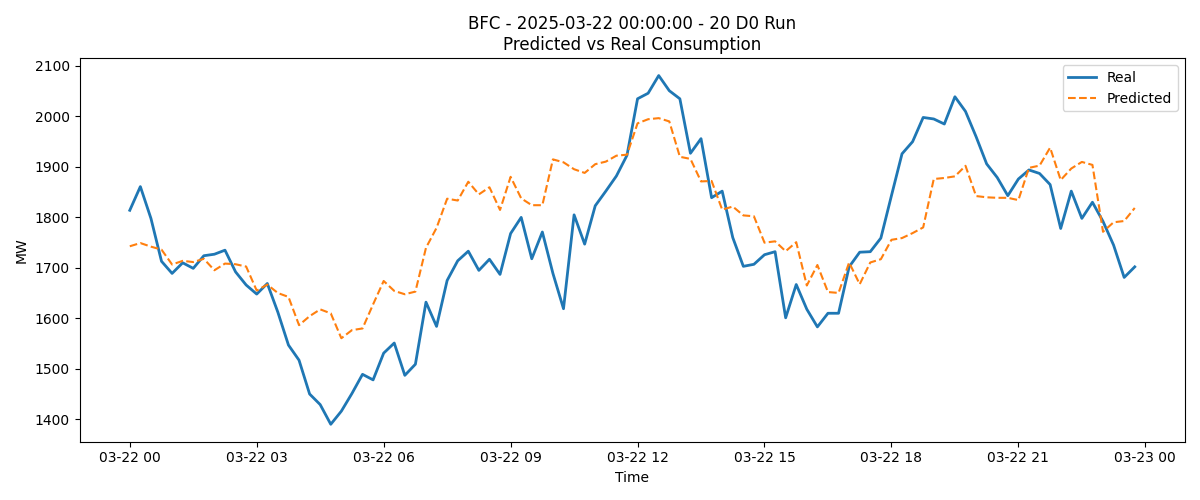 BFC - 2025-03-22 00:00:00 - 20 D0 Run
Predicted vs Real Consumption
Real
Predicted
MW
2100
2000
1900
1800
1700
1600
1500
1400
03-22 00
03-22 03
03-22 06
03-22 09
03-22 12
03-22 15
03-22 18
03-22 21
03-23 00
Time